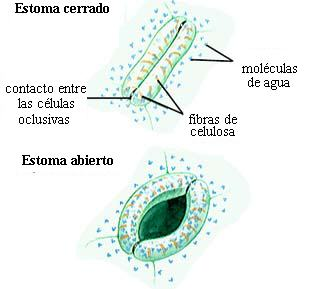 Estoma cerrado
moléculas
de agua
contacto entre
las células
oclusivas
fibras de
celulosa
Estoma abierto